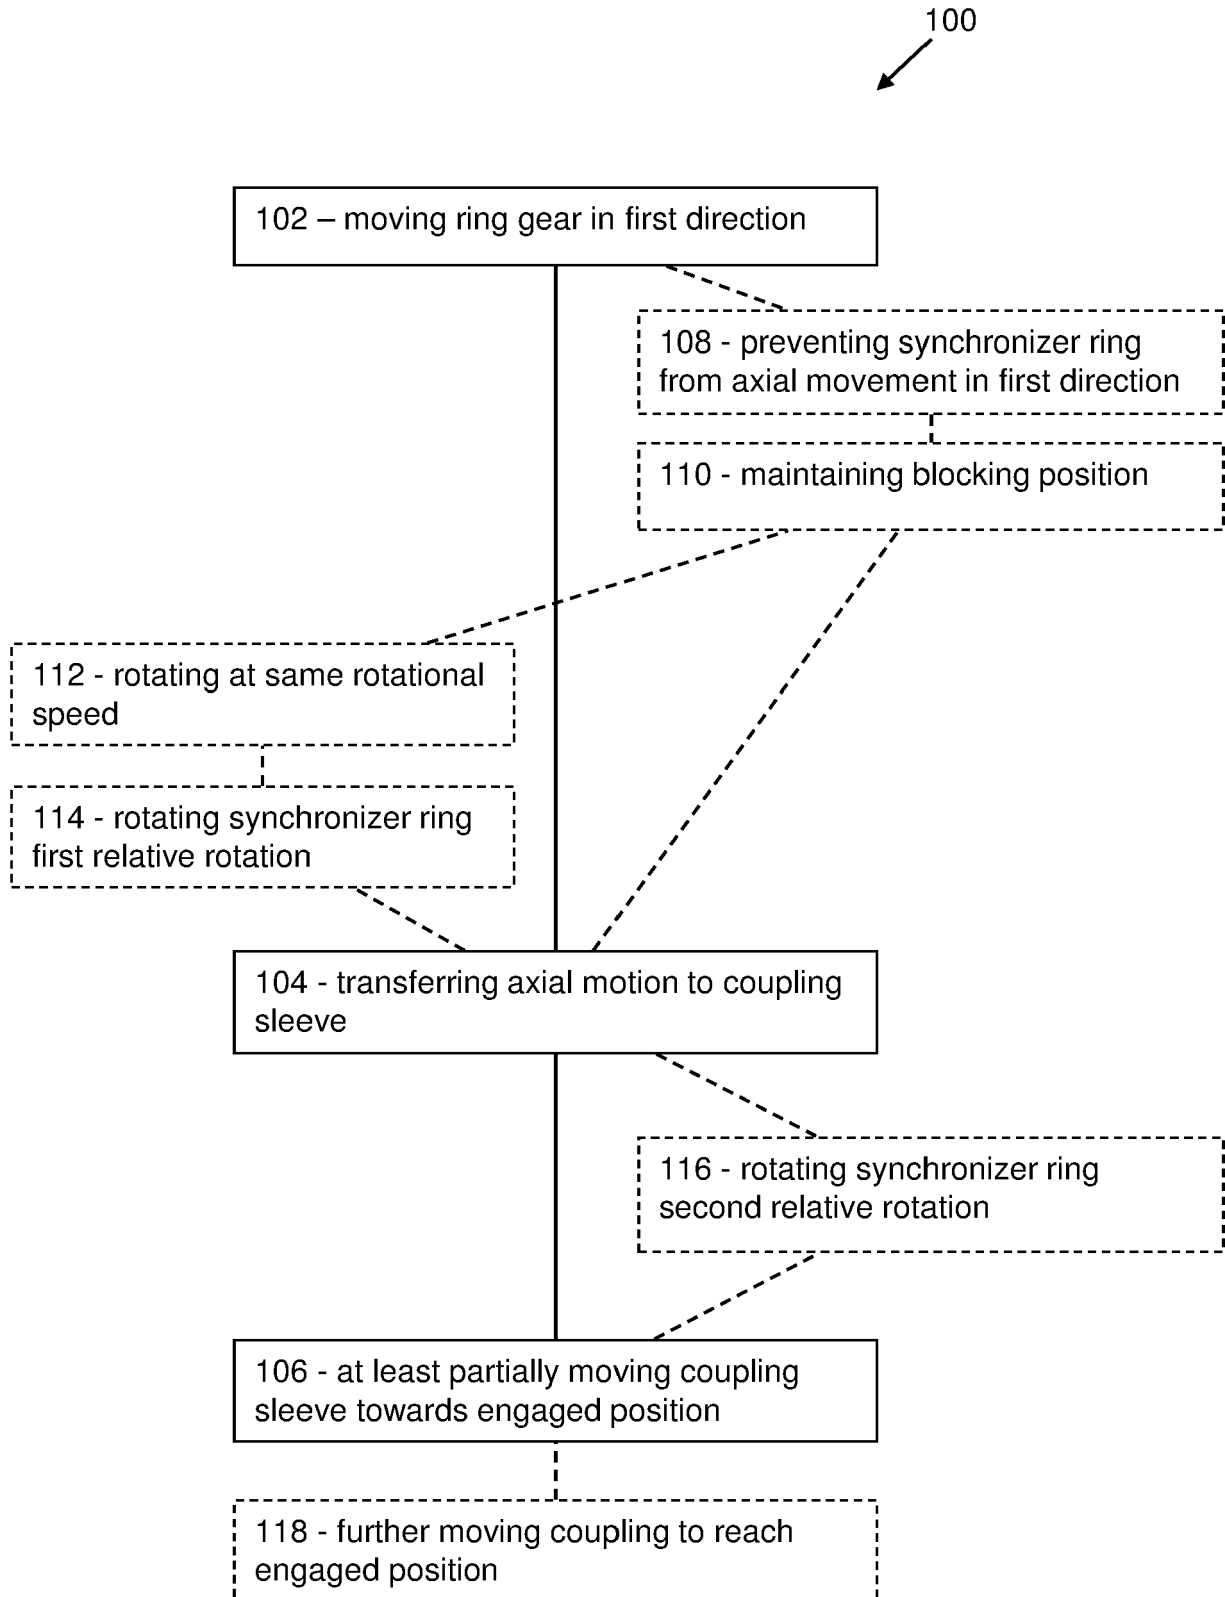 100
102 – moving ring gear in first direction
108 - preventing synchronizer ring
from axial movement in first direction
110 - maintaining blocking position
112 - rotating at same rotational
speed
114 - rotating synchronizer ring
first relative rotation
104 - transferring axial motion to coupling
sleeve
116 - rotating synchronizer ring
second relative rotation
106 - at least partially moving coupling
sleeve towards engaged position
118 - further moving coupling to reach
engaged position